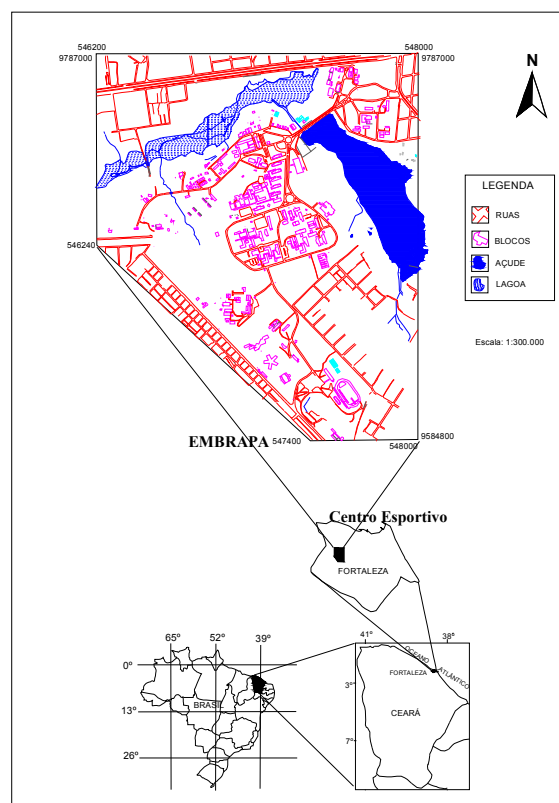 546200
548000
9787000
9787000
N
LEGENDA
RUAS
BLOCOS
AÇUDE
LAGOA
546240
Escala: 1:300.000
EMBRAPA
547400
9584800
548000
Centro Esportivo
FORTALEZA
65º
52º
39º
41º
38º
0º
OCEANO ATLÂNTICO
FORTALEZA
3º
BRASIL
CEARÁ
13º
7º
26º